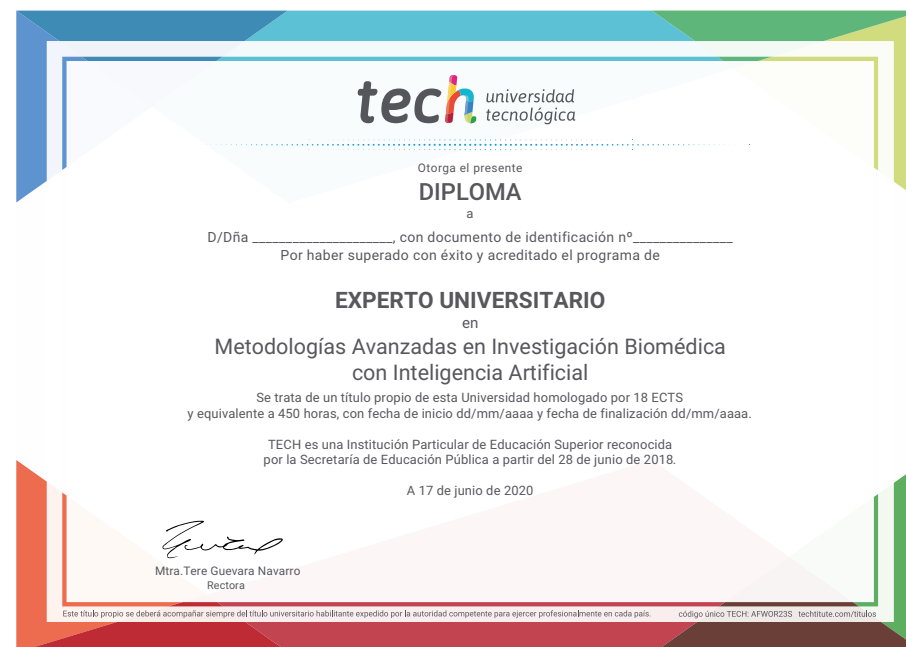 tech universidad
tecnológica
Otorga el presente
DIPLOMA
a
D/Dña ______________________, con documento de identificación nº_______________
Por haber superado con éxito y acreditado el programa de
EXPERTO UNIVERSITARIO
en
Metodologías Avanzadas en Investigación Biomédica
con Inteligencia Artificial
Se trata de un título propio de esta Universidad homologado por 18 ECTS
y equivalente a 450 horas, con fecha de inicio dd/mm/aaaa y fecha de finalización dd/mm/aaaa.
TECH es una Institución Particular de Educación Superior reconocida
por la Secretaría de Educación Pública a partir del 28 de junio de 2018.
A 17 de junio de 2020
Mtra.Tere Guevara Navarro
Rectora
Este título propio se deberá acompañar siempre del título universitario habilitante expedido por la autoridad competente para ejercer profesionalmente en cada país. código único TECH: AFWOR23S techtitute.com/titulos